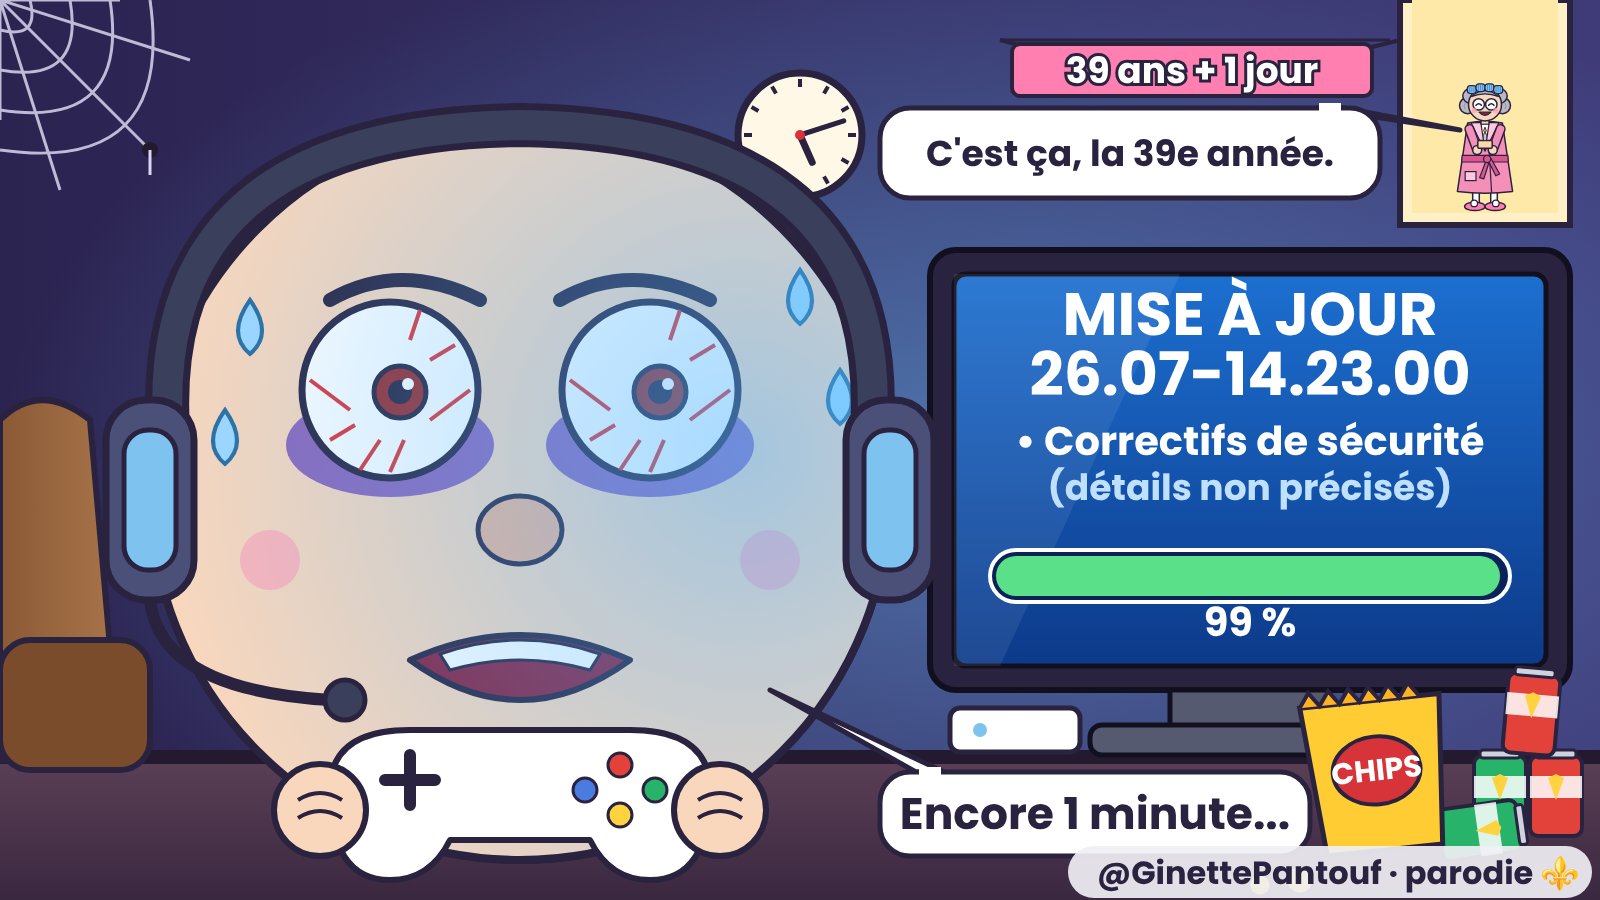 39 ans + 1 jour
C'est ça, la 39e année.
MISE À JOUR
26.07-14.23.00
• Correctifs de sécurité
(détails non précisés)
99 %
CHIPS
Encore 1 minute...
@GinettePantouf · parodie